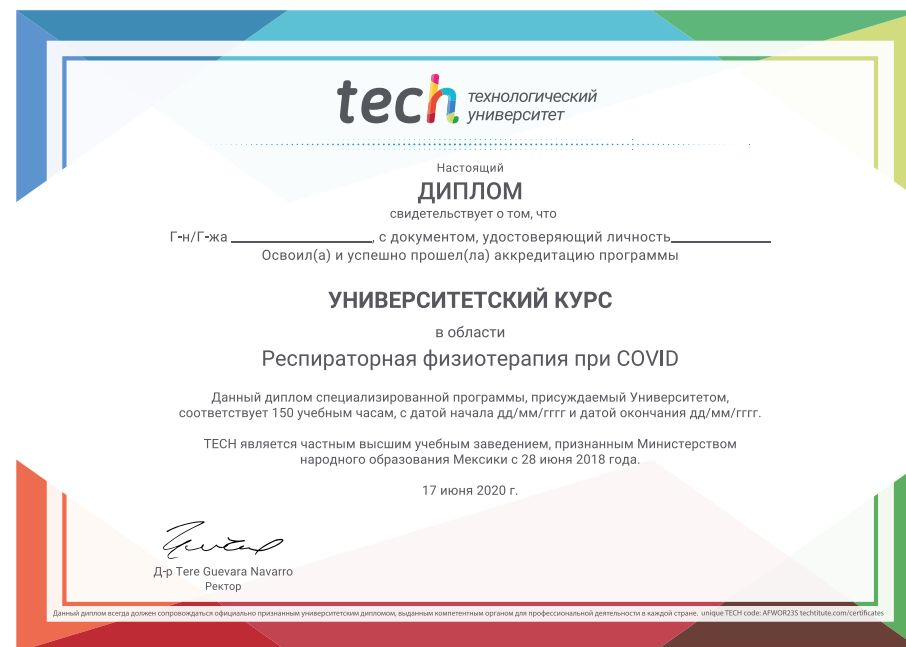 tech технологический
университет
Настоящий
ДИПЛОМ
свидетельствует о том, что
Г-н/Г-жа ____________________, с документом, удостоверяющий личность______________
Освоил(а) и успешно прошел(ла) аккредитацию программы
УНИВЕРСИТЕТСКИЙ КУРС
в области
Респираторная физиотерапия при COVID
Данный диплом специализированной программы, присуждаемый Университетом,
соответствует 150 учебным часам, с датой начала дд/мм/гггг и датой окончания дд/мм/гггг.
TECH является частным высшим учебным заведением, признанным Министерством
народного образования Мексики с 28 июня 2018 года.
17 июня 2020 г.
Д-р Tere Guevara Navarro
Ректор
Данный диплом всегда должен сопровождаться официально признанным университетским дипломом, выданным компетентным органом для профессиональной деятельности в каждой стране. unique TECH code: AFWOR23S techtitute.com/certificates